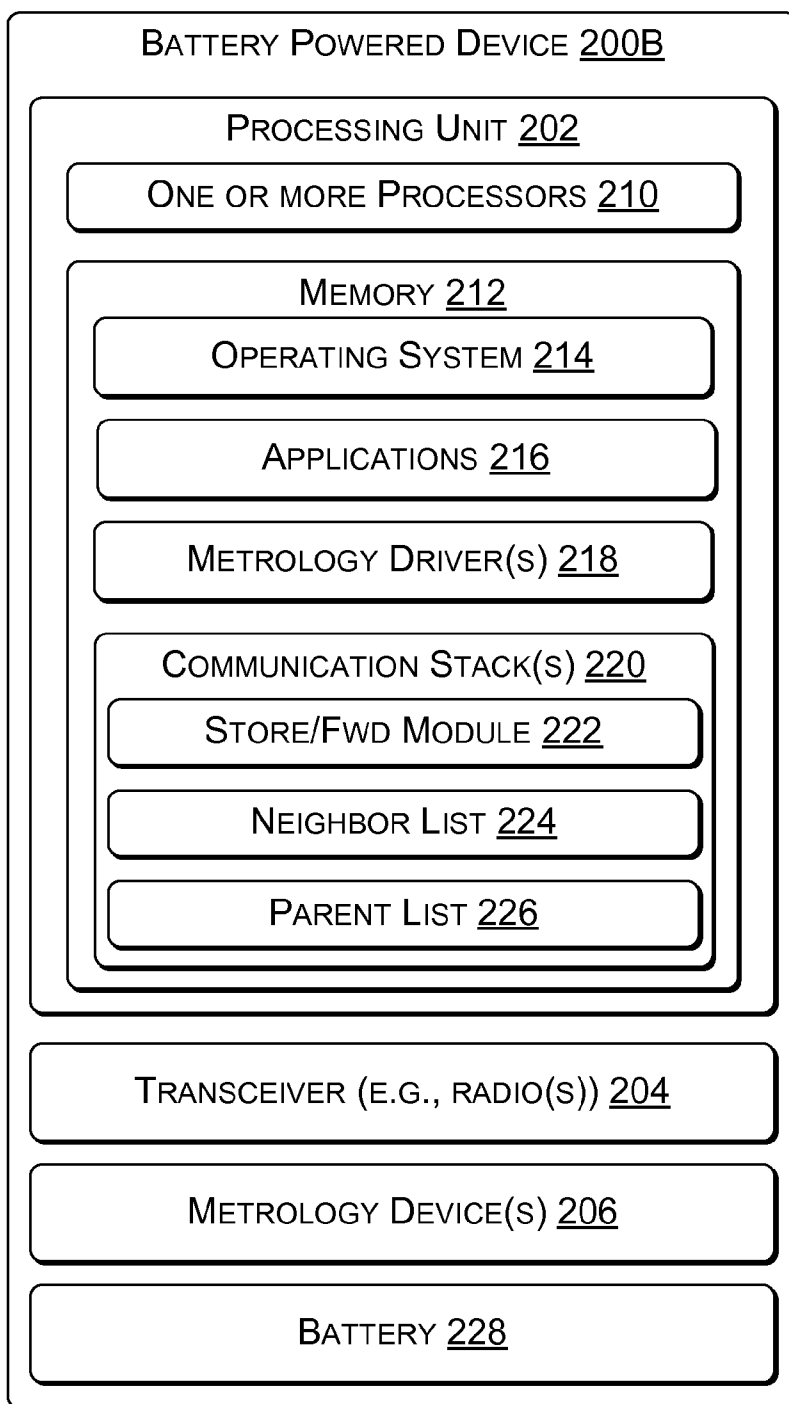 BATTERY POWERED DEVICE 200B
PROCESSING UNIT 202
ONE OR MORE PROCESSORS 210
MEMORY 212
OPERATING SYSTEM 214
APPLICATIONS 216
METROLOGY DRIVER(S) 218
COMMUNICATION STACK(S) 220
STORE/FWD MODULE 222
NEIGHBOR LIST 224
PARENT LIST 226
TRANSCEIVER (E.G., RADIO(S)) 204
METROLOGY DEVICE(S) 206
BATTERY 228